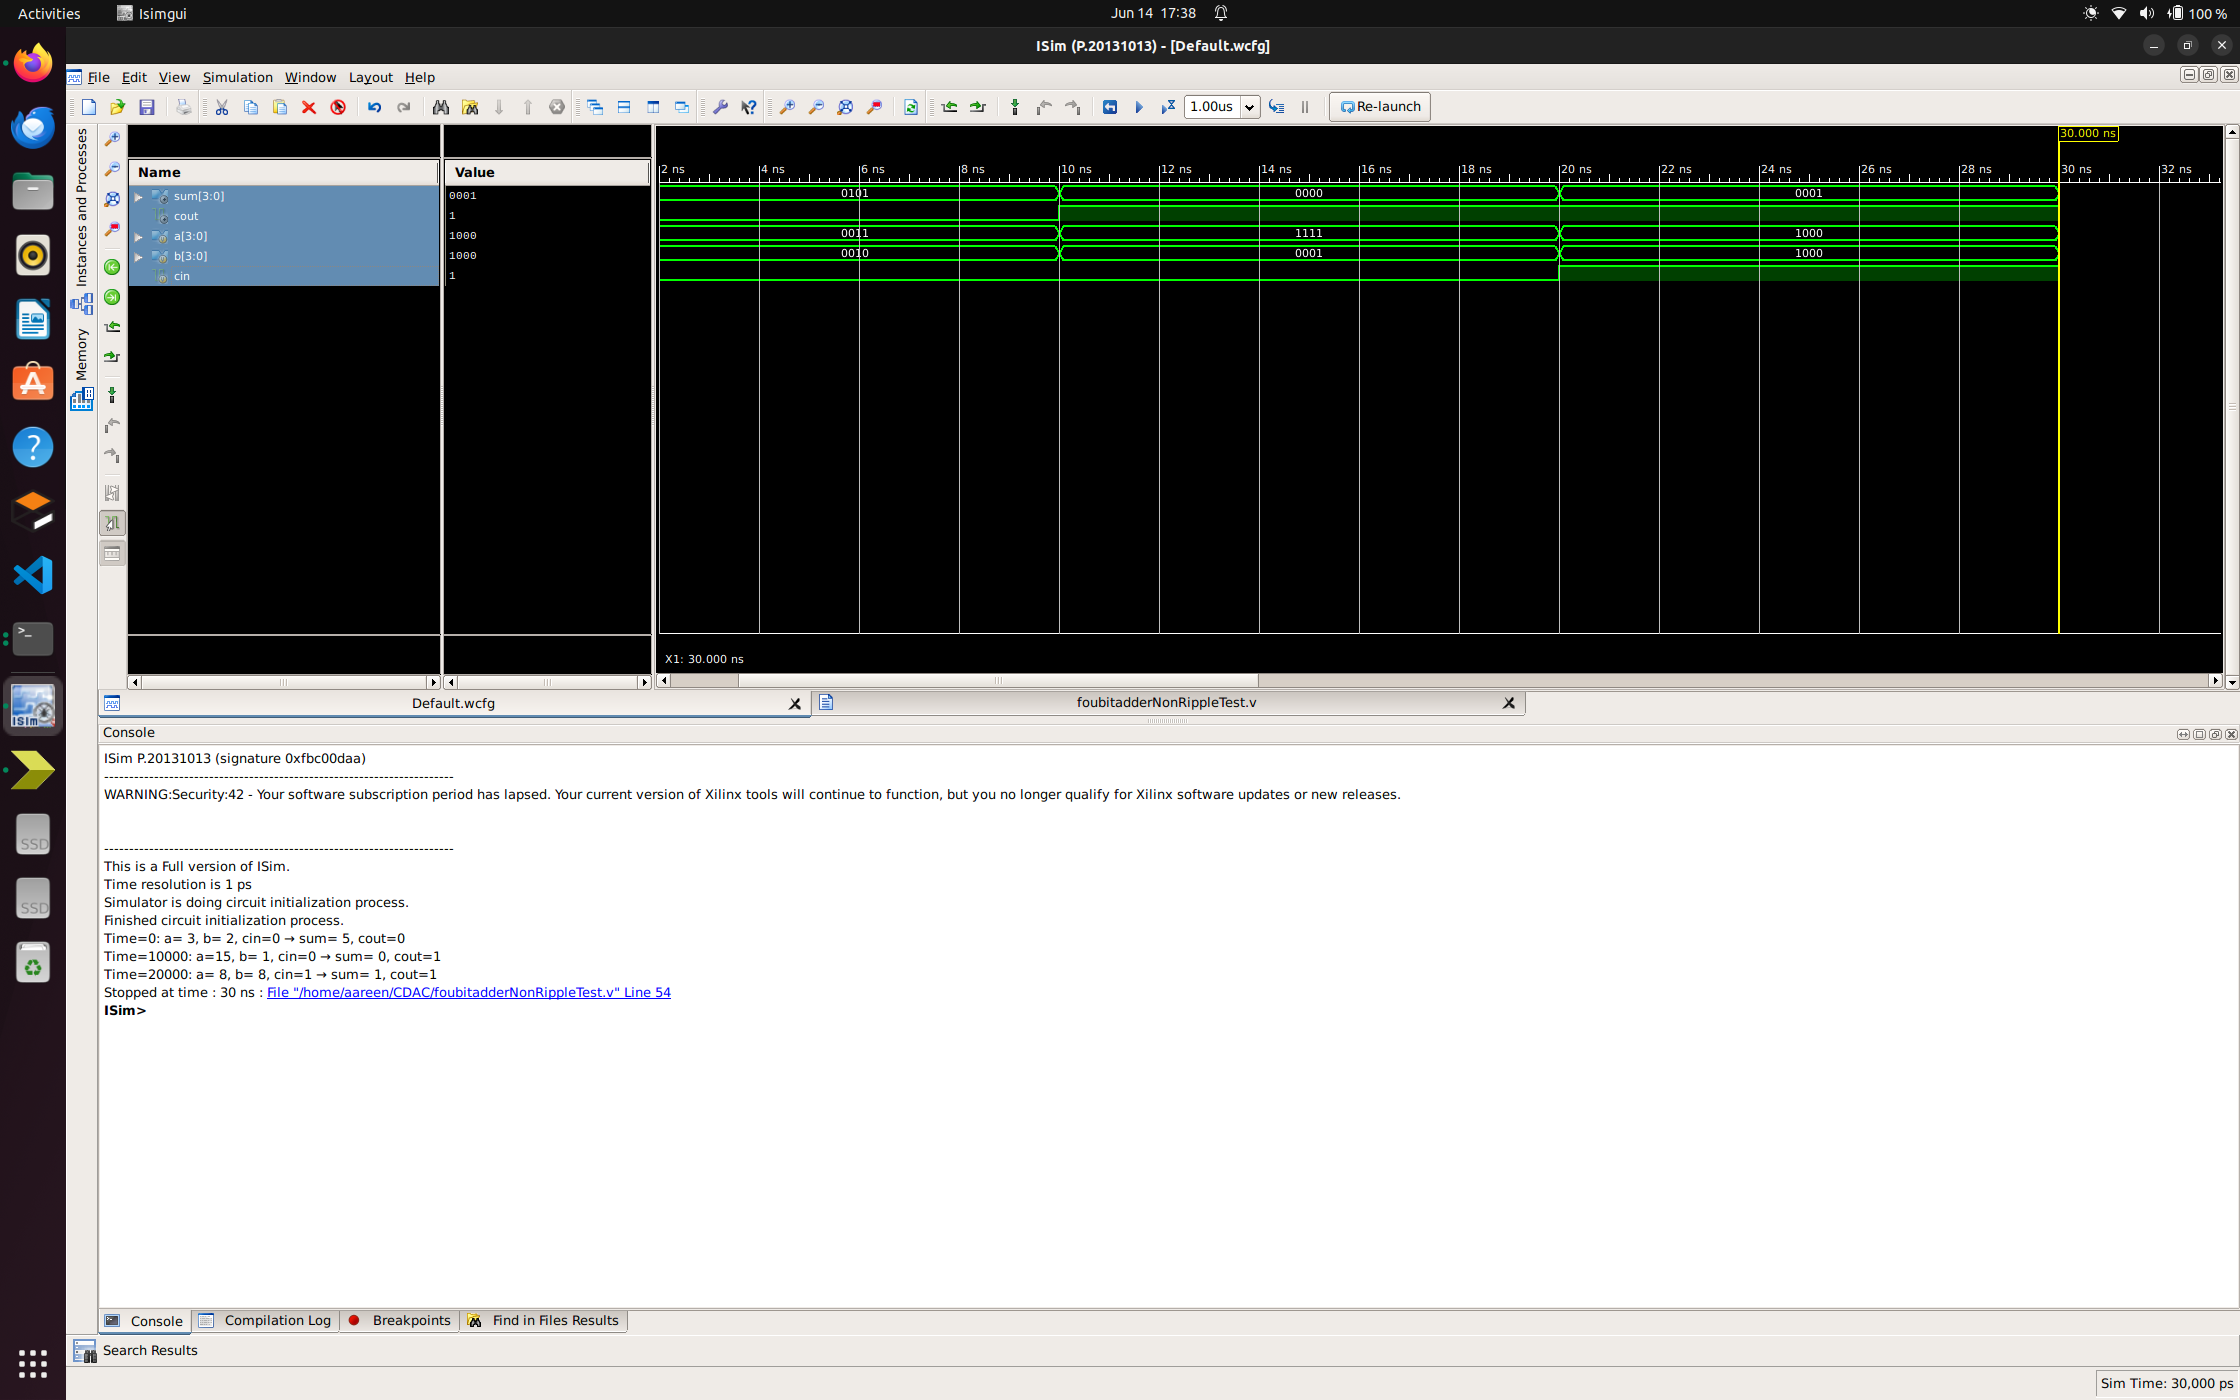 Activities Isimgui Jun 14 17:38 100 %
ISim (P.20131013) - [Default.wcfg]
File Edit View Simulation Window Layout Help
1.00us Re-launch
Instances and Processes
Memory
30.000 ns
Name Value 2 ns 4 ns 6 ns 8 ns 10 ns 12 ns 14 ns 16 ns 18 ns 20 ns 22 ns 24 ns 26 ns 28 ns 30 ns 32 ns
sum[3:0] 0001 0101 0000 0001
cout 1
a[3:0] 1000 0011 1111 1000
b[3:0] 1000 0010 0001 1000
cin 1
X1: 30.000 ns
Default.wcfg foubitadderNonRippleTest.v
Console
ISim P.20131013 (signature 0xfbc00daa)
----------------------------------------------------------------------
WARNING:Security:42 - Your software subscription period has lapsed. Your current version of Xilinx tools will continue to function, but you no longer qualify for Xilinx software updates or new releases.
----------------------------------------------------------------------
This is a Full version of ISim.
Time resolution is 1 ps
Simulator is doing circuit initialization process.
Finished circuit initialization process.
Time=0: a= 3, b= 2, cin=0 → sum= 5, cout=0
Time=10000: a=15, b= 1, cin=0 → sum= 0, cout=1
Time=20000: a= 8, b= 8, cin=1 → sum= 1, cout=1
Stopped at time : 30 ns : File "/home/aareen/CDAC/foubitadderNonRippleTest.v" Line 54
ISim>
Console Compilation Log Breakpoints Find in Files Results
Search Results
Sim Time: 30,000 ps
ISim
SSD
SSD